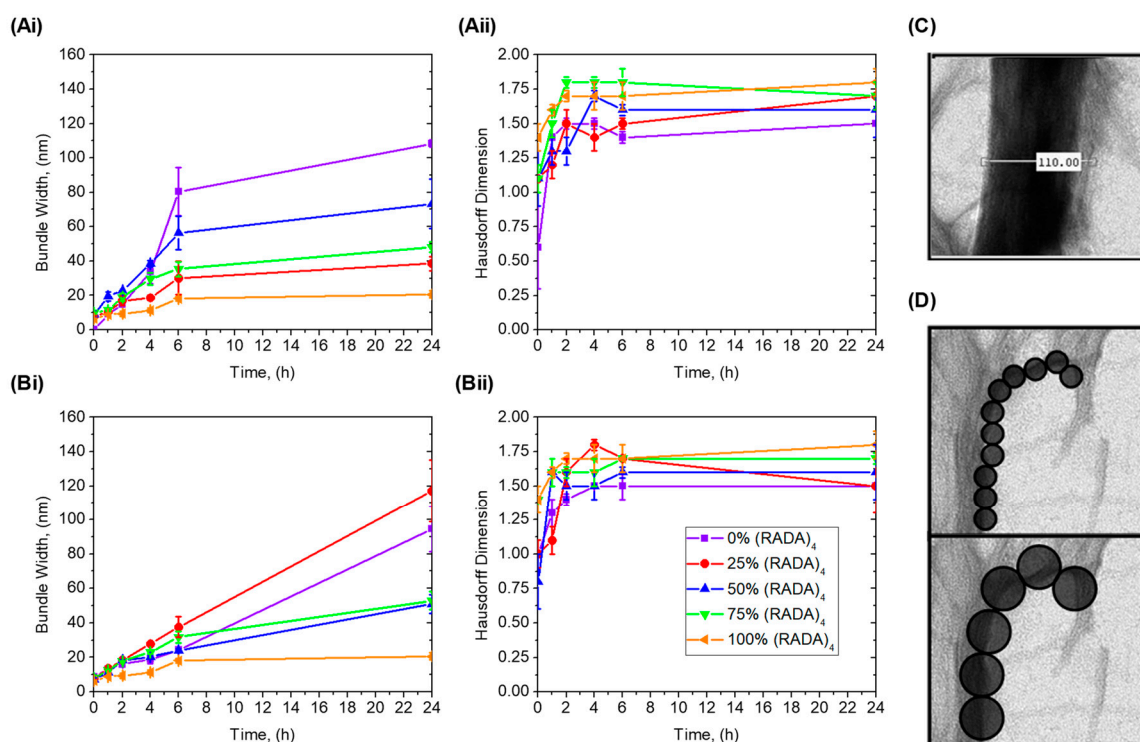 (Ai)
160
140
120
100
80
60
40
20
0
Bundle Width, (nm)
0 2 4 6 8 10 12 14 16 18 20 22 24
Time, (h)
(Aii)
2.00
1.75
1.50
1.25
1.00
0.75
0.50
0.25
0.00
Hausdorff Dimension
0 2 4 6 8 10 12 14 16 18 20 22 24
Time, (h)
(C)
110.00
(Bi)
160
140
120
100
80
60
40
20
0
Bundle Width, (nm)
0 2 4 6 8 10 12 14 16 18 20 22 24
Time, (h)
(Bii)
2.00
1.75
1.50
1.25
1.00
0.75
0.50
0.25
0.00
Hausdorff Dimension
0% (RADA)₄
25% (RADA)₄
50% (RADA)₄
75% (RADA)₄
100% (RADA)₄
0 2 4 6 8 10 12 14 16 18 20 22 24
Time, (h)
(D)